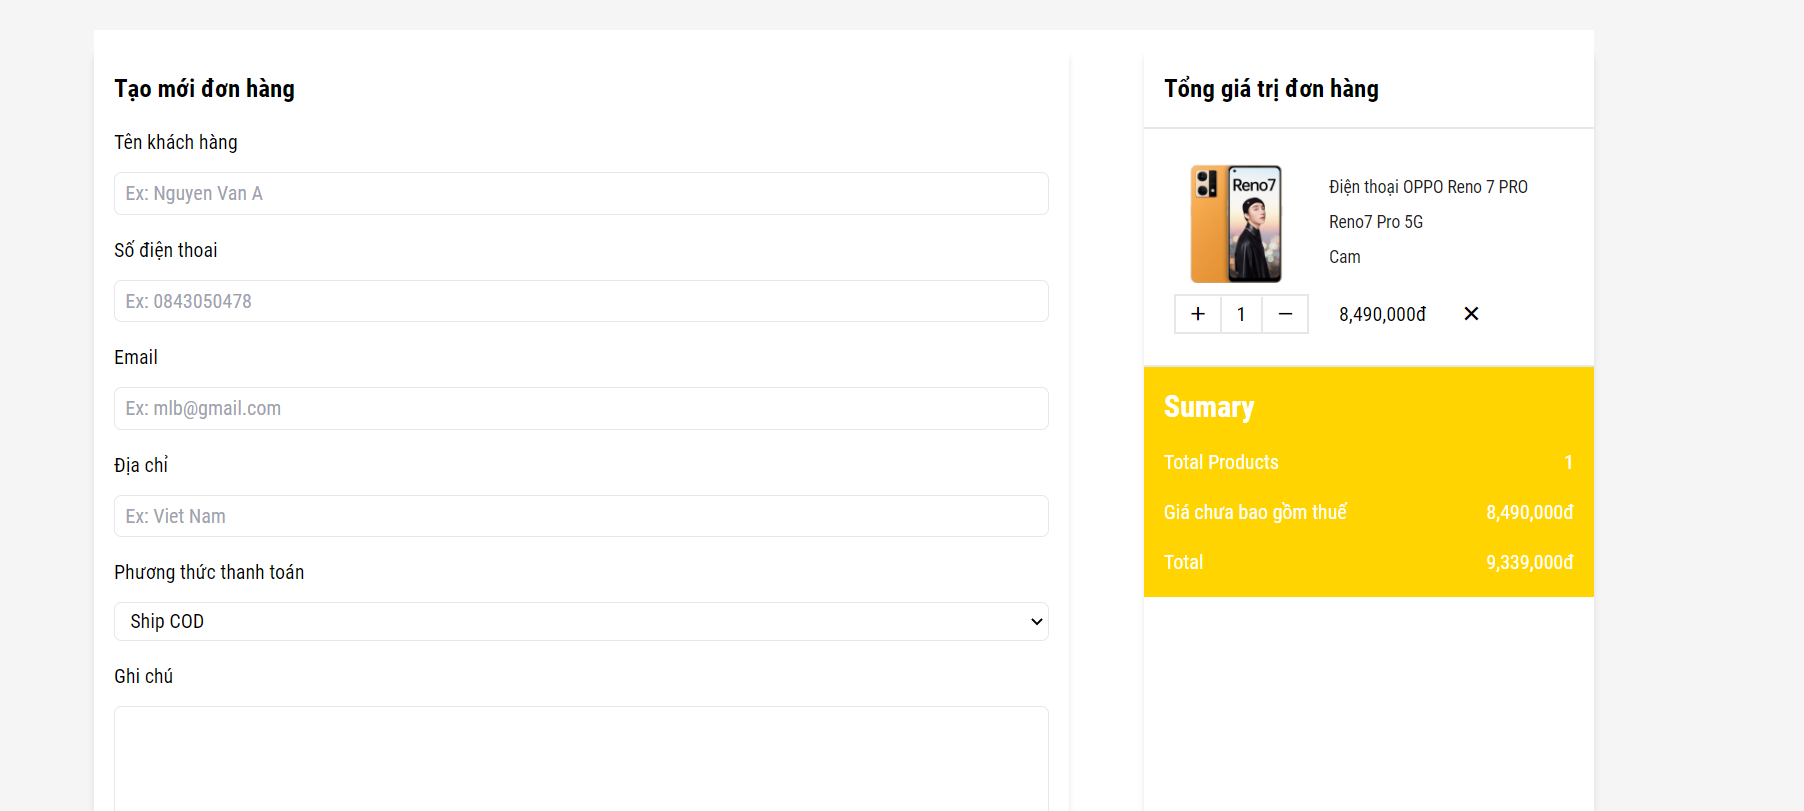 Tạo mới đơn hàng
Tên khách hàng
Ex: Nguyen Van A
Số điện thoai
Ex: 0843050478
Email
Ex: mlb@gmail.com
Địa chỉ
Ex: Viet Nam
Phương thức thanh toán
Ship COD
Ghi chú
Tổng giá trị đơn hàng
Reno7
Điện thoại OPPO Reno 7 PRO
Reno7 Pro 5G
Cam
+ 1 − 8,490,000đ ✕
Sumary
Total Products 1
Giá chưa bao gồm thuế 8,490,000đ
Total 9,339,000đ